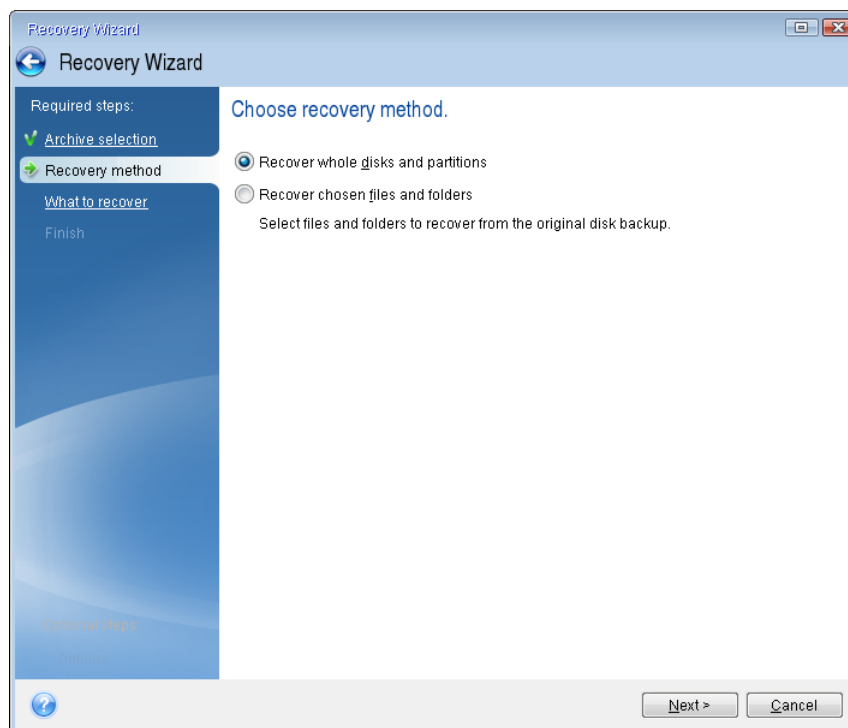 Recovery Wizard
Recovery Wizard
Required steps:
Archive selection
Recovery method
What to recover
Finish
Choose recovery method.
Recover whole disks and partitions
Recover chosen files and folders
Select files and folders to recover from the original disk backup.
Next >
Cancel